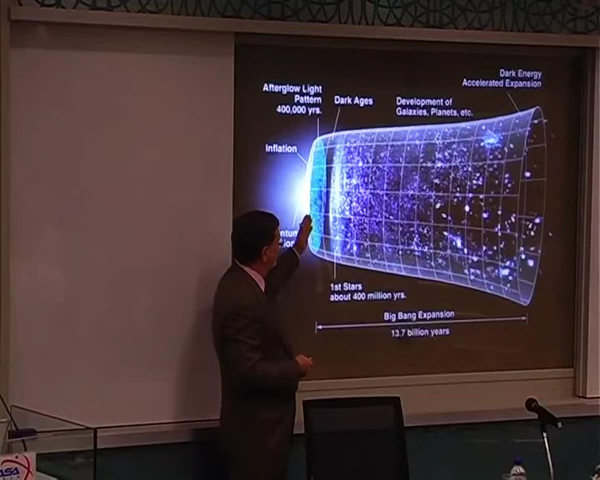 Dark Energy
Accelerated Expansion
Afterglow Light
Pattern
400,000 yrs.
Dark Ages
Development of
Galaxies, Planets, etc.
Inflation
1st Stars
about 400 million yrs.
Big Bang Expansion
13.7 billion years